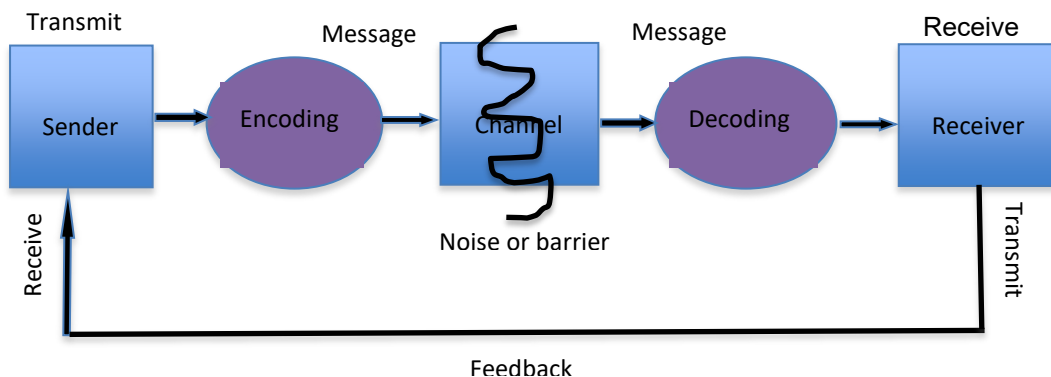 Transmit
Message
Message
Receive
Sender
Encoding
Channel
Decoding
Receiver
Receive
Noise or barrier
Transmit
Feedback